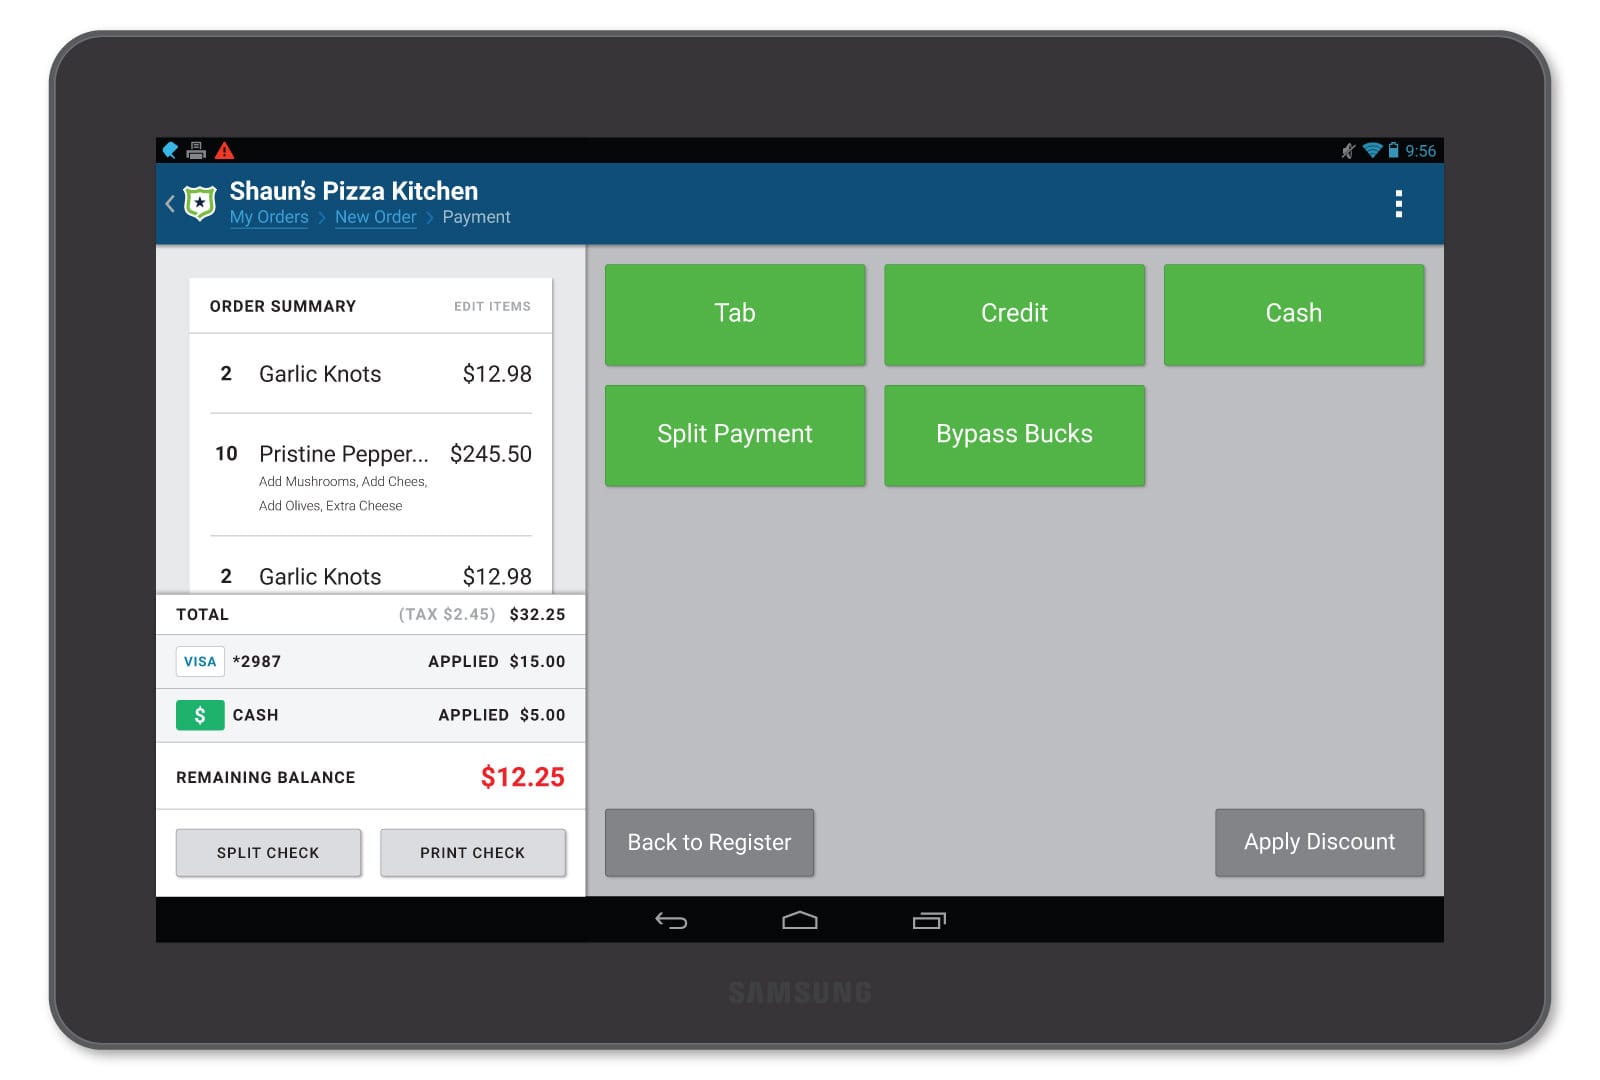 9:56
Shaun's Pizza Kitchen
My Orders > New Order > Payment
ORDER SUMMARY EDIT ITEMS
2 Garlic Knots $12.98
10 Pristine Pepper... $245.50
Add Mushrooms, Add Chees,
Add Olives, Extra Cheese
2 Garlic Knots $12.98
TOTAL (TAX $2.45) $32.25
VISA *2987 APPLIED $15.00
$ CASH APPLIED $5.00
REMAINING BALANCE $12.25
SPLIT CHECK PRINT CHECK
Tab Credit Cash
Split Payment Bypass Bucks
Back to Register Apply Discount
SAMSUNG